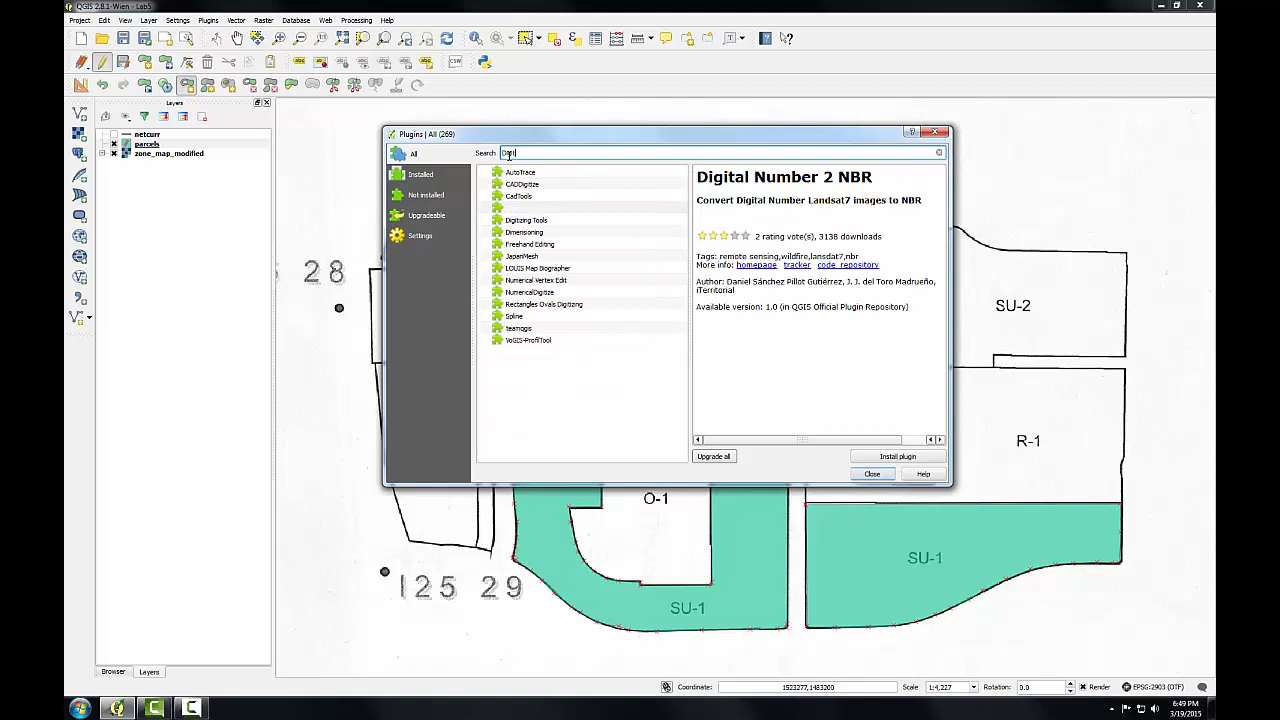 QGIS 2.8.1-Wien - Lab5
Project Edit View Layer Settings Plugins Vector Raster Database Web Processing Help
CSW
Layers
netcurr
parcels
zone_map_modified
Plugins | All (269)
All
Search
Installed
Not installed
Upgradeable
Settings
AutoTrace
CADDigitize
CadTools
Digitizing Tools
Dimensioning
Freehand Editing
JapanMesh
LOUIS Map Biographer
Numerical Vertex Edit
NumericalDigitize
Rectangles Ovals Digitizing
Spline
teamqgis
VoGIS-ProfilTool
Digital Number 2 NBR
Convert Digital Number Landsat7 images to NBR
2 rating vote(s), 3138 downloads
Tags: remote sensing,wildfire,lansdat7,nbr
More info: homepage tracker code_repository
Author: Daniel Sánchez Pillot Gutiérrez, J. J. del Toro Madrueño, iTerritorial
Available version: 1.0 (in QGIS Official Plugin Repository)
Upgrade all
Install plugin
Close
Help
28
SU-2
R-1
O-1
SU-1
SU-1
125 29
Browser
Layers
Coordinate:
1523277,1483200
Scale
1:4,227
Rotation:
0.0
Render
EPSG:2903 (OTF)
6:49 PM
3/19/2015